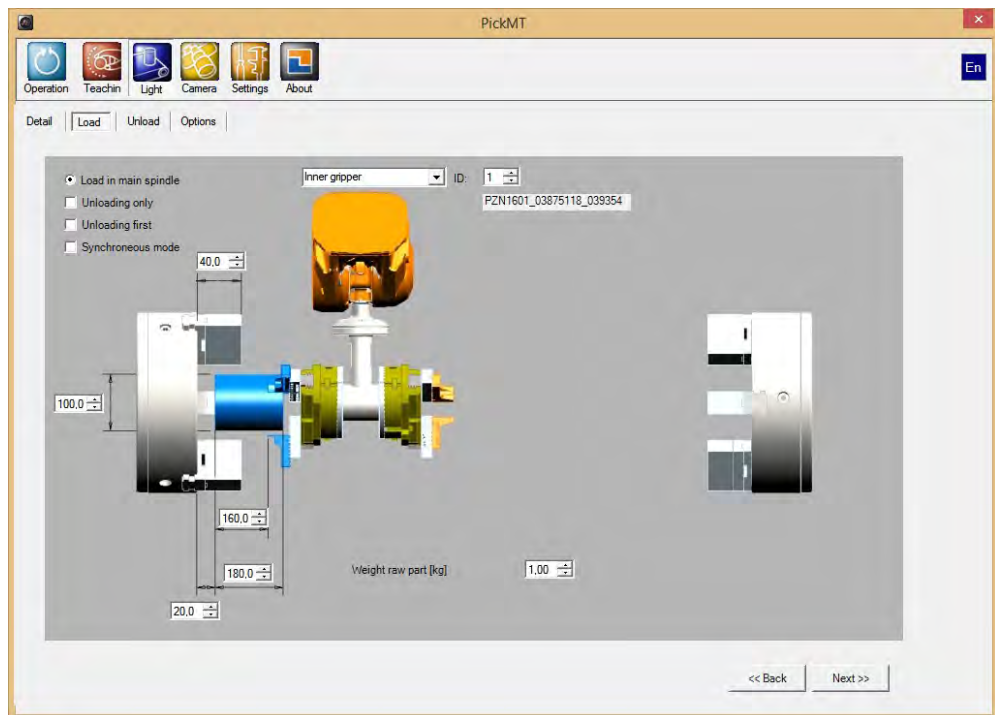 PickMT
Operation Teachin Light Camera Settings About
En
Detail Load Unload Options
Load in main spindle
Inner gripper ID: 1
Unloading only
PZN1601_03875118_039354
Unloading first
Synchroneous mode
40,0
100,0
160,0
180,0
Weight raw part [kg] 1,00
20,0
<< Back Next >>